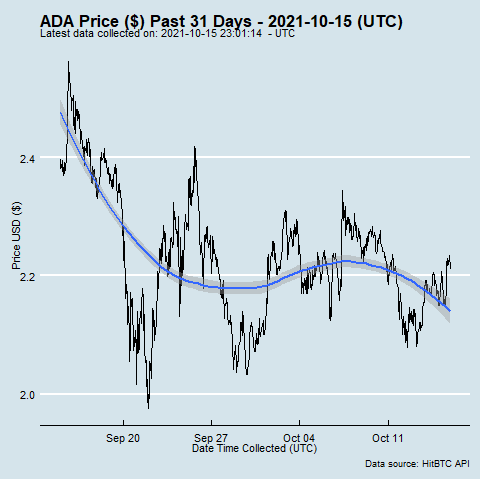 ADA Price ($) Past 31 Days - 2021-10-15 (UTC)
Latest data collected on: 2021-10-15 23:01:14  - UTC
Price USD ($)
2.4
2.2
2.0
Sep 20 Sep 27 Oct 04 Oct 11
Date Time Collected (UTC)
Data source: HitBTC API